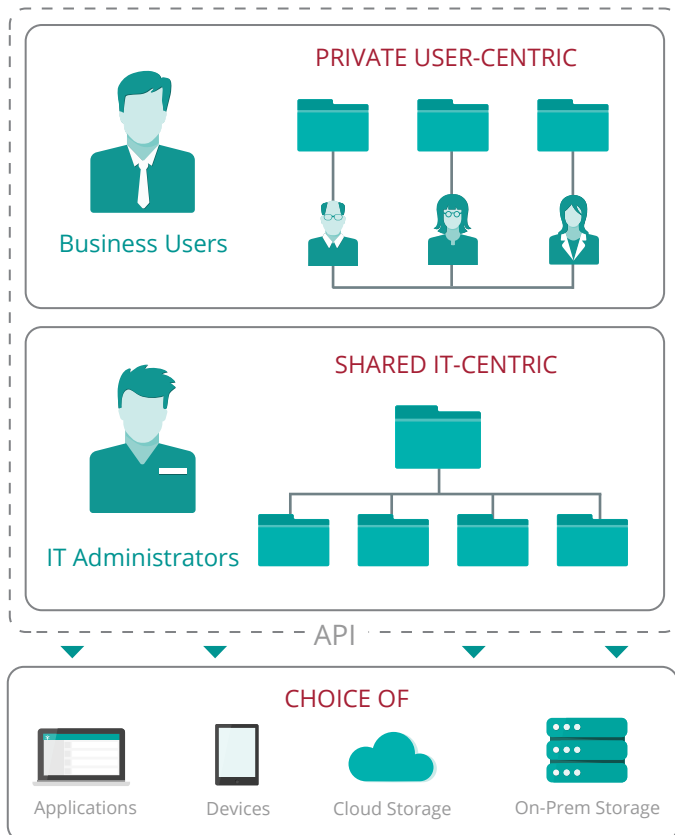 PRIVATE USER-CENTRIC
Business Users
SHARED IT-CENTRIC
IT Administrators
API
CHOICE OF
Applications
Devices
Cloud Storage
On-Prem Storage